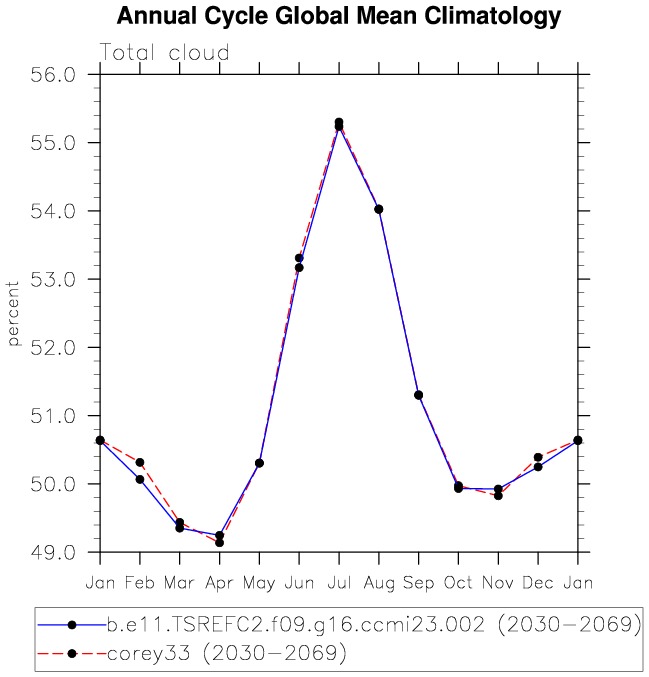 Annual Cycle Global Mean Climatology
Total cloud
56.0
55.0
54.0
53.0
52.0
51.0
50.0
49.0
percent
Jan Feb Mar Apr May Jun Jul Aug Sep Oct Nov Dec Jan
b.e11.TSREFC2.f09.g16.ccmi23.002 (2030-2069)
corey33 (2030-2069)